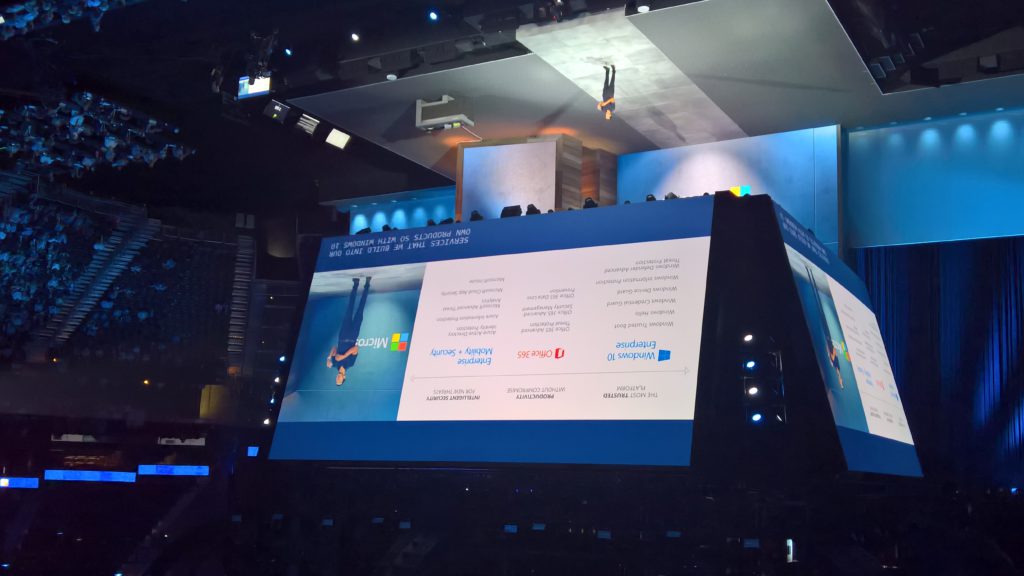 THE MOST TRUSTED
PLATFORM
PRODUCTIVITY
WITHOUT COMPROMISE
INTELLIGENT SECURITY
FOR NEW THREATS
Windows 10
Enterprise
Windows Trusted Boot
Windows Hello
Windows Credential Guard
Windows Device Guard
Windows Information Protection
Windows Defender Advanced
Threat Protection
Office 365
Office 365 Advanced
Threat Protection
Office 365 Advanced
Security Management
Office 365 Data Loss
Prevention
Enterprise
Mobility + Security
Azure Active Directory
Identity Protection
Azure Information Protection
Microsoft Advanced Threat
Analytics
Microsoft Cloud App Security
Microsoft Intune
Micros
SERVICES THAT WE BUILD INTO OUR
OWN PRODUCTS SO WITH WINDOWS 10